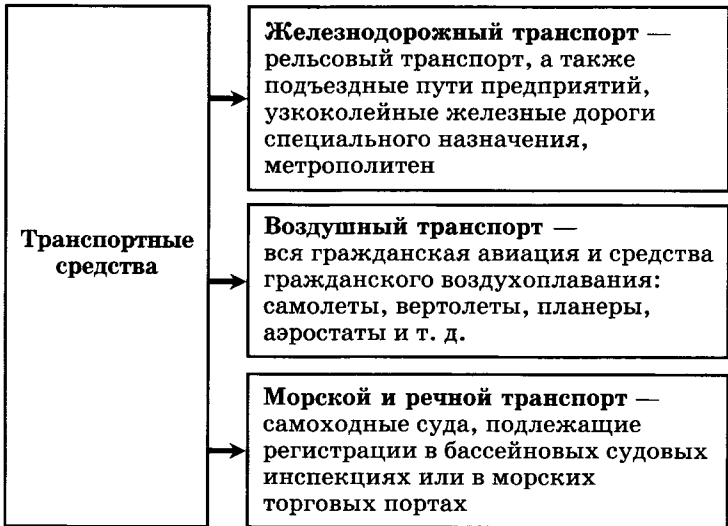 Транспортные
средства
Железнодорожный транспорт —
рельсовый транспорт, а также
подъездные пути предприятий,
узкоколейные железные дороги
специального назначения,
метрополитен
Воздушный транспорт —
вся гражданская авиация и средства
гражданского воздухоплавания:
самолеты, вертолеты, планеры,
аэростаты и т. д.
Морской и речной транспорт —
самоходные суда, подлежащие
регистрации в бассейновых судовых
инспекциях или в морских
торговых портах